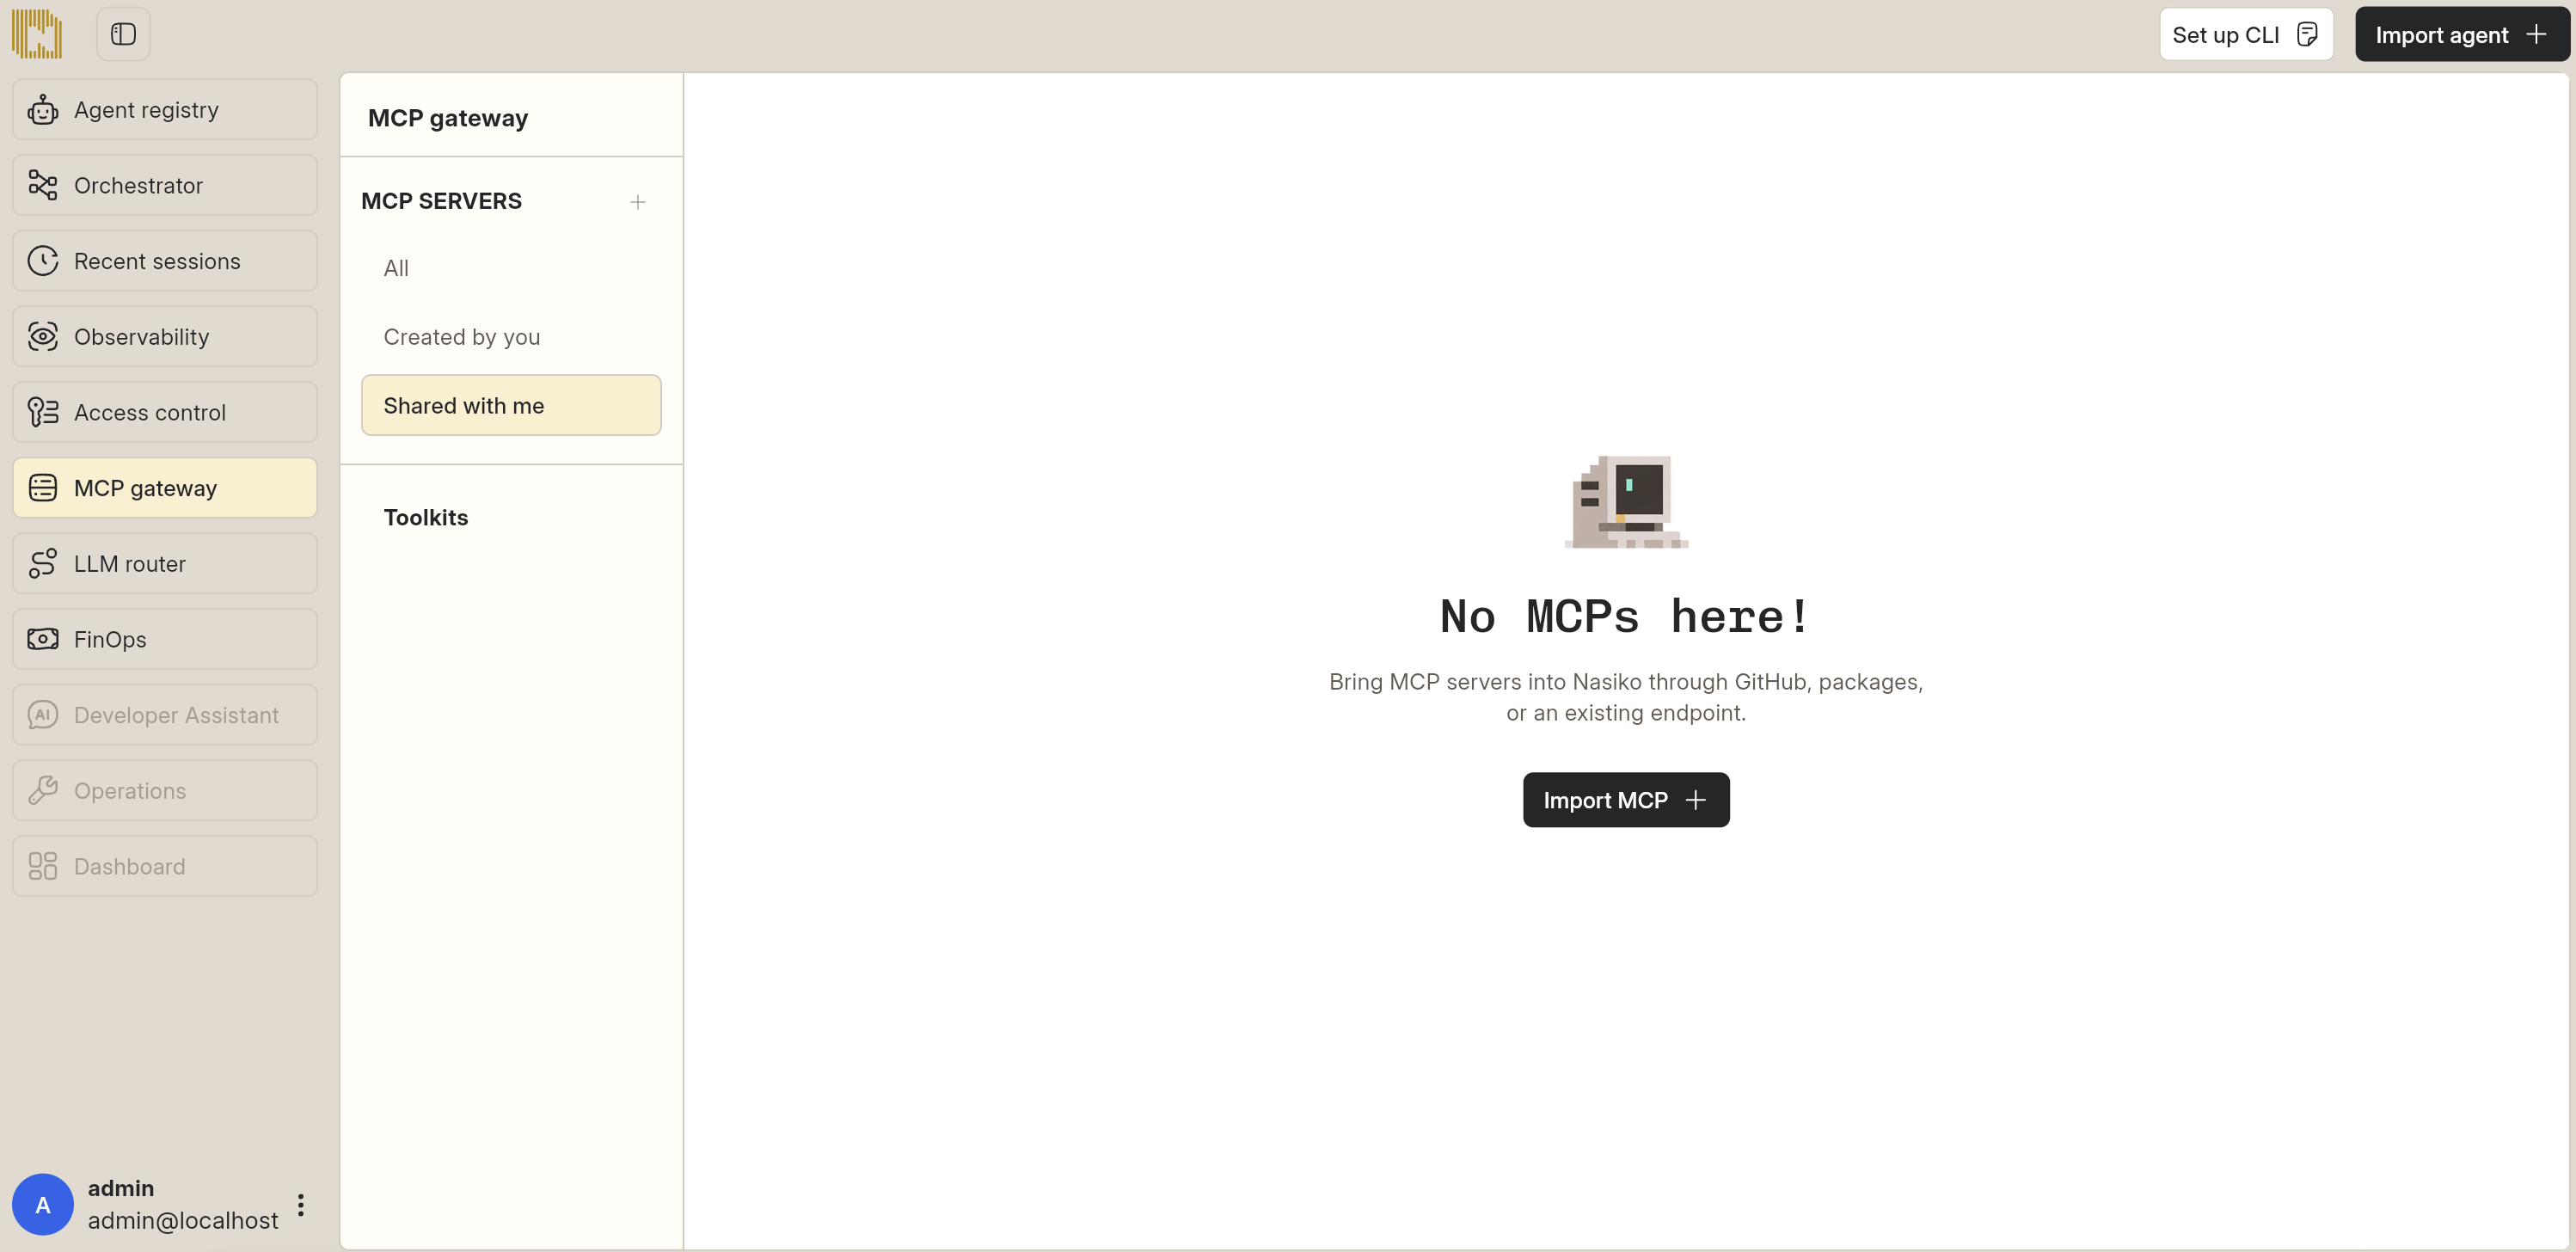 Set up CLI
Import agent
Agent registry
Orchestrator
Recent sessions
Observability
Access control
MCP gateway
LLM router
FinOps
Developer Assistant
Operations
Dashboard
A
admin
admin@localhost
MCP gateway
MCP SERVERS
All
Created by you
Shared with me
Toolkits
No MCPs here!
Bring MCP servers into Nasiko through GitHub, packages,
or an existing endpoint.
Import MCP